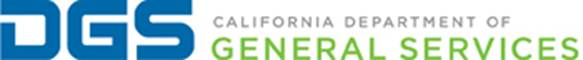 DGS CALIFORNIA DEPARTMENT OF
GENERAL SERVICES